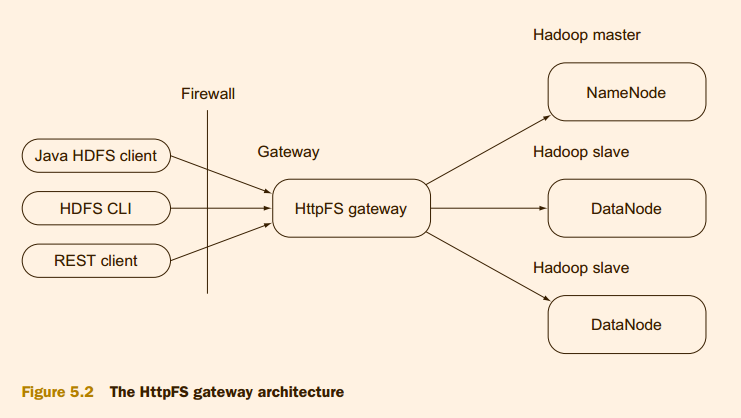 Hadoop master
NameNode
Firewall
Gateway
Java HDFS client
HDFS CLI
REST client
HttpFS gateway
Hadoop slave
DataNode
Hadoop slave
DataNode
Figure 5.2 The HttpFS gateway architecture